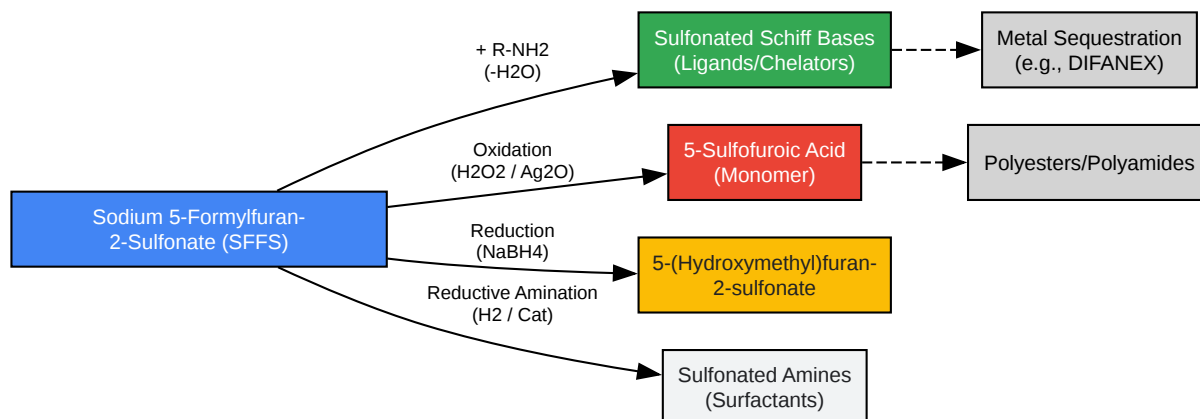 + R-NH2
(-H2O)
Sulfonated Schiff Bases
(Ligands/Chelators)
Metal Sequestration
(e.g., DIFANEX)
Oxidation
(H2O2 / Ag2O)
5-Sulfofuroic Acid
(Monomer)
Polyesters/Polyamides
Sodium 5-Formylfuran-
2-Sulfonate (SFFS)
Reduction
(NaBH4)
5-(Hydroxymethyl)furan-
2-sulfonate
Reductive Amination
(H2 / Cat)
Sulfonated Amines
(Surfactants)